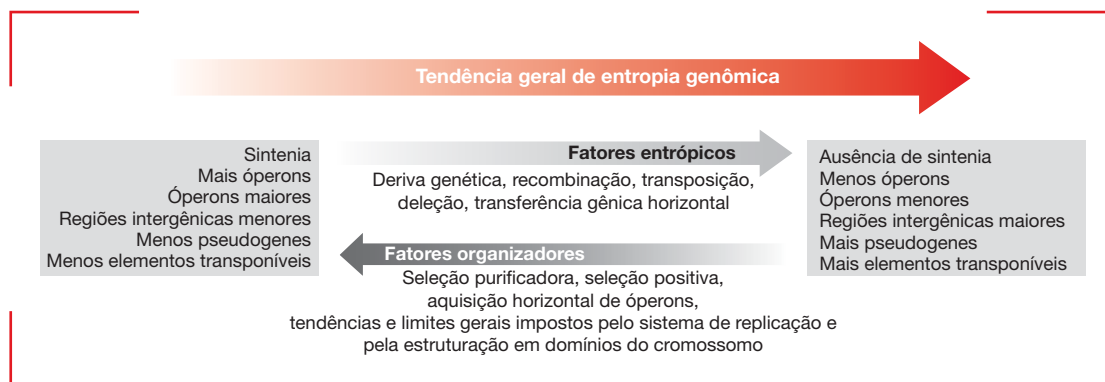 Tendência geral de entropia genômica
Sintenia
Mais óperons
Óperons maiores
Regiões intergênicas menores
Menos pseudogenes
Menos elementos transponíveis
Fatores entrópicos
Deriva genética, recombinação, transposição,
deleção, transferência gênica horizontal
Fatores organizadores
Seleção purificadora, seleção positiva,
aquisição horizontal de óperons,
tendências e limites gerais impostos pelo sistema de replicação e
pela estruturação em domínios do cromossomo
Ausência de sintenia
Menos óperons
Óperons menores
Regiões intergênicas maiores
Mais pseudogenes
Mais elementos transponíveis